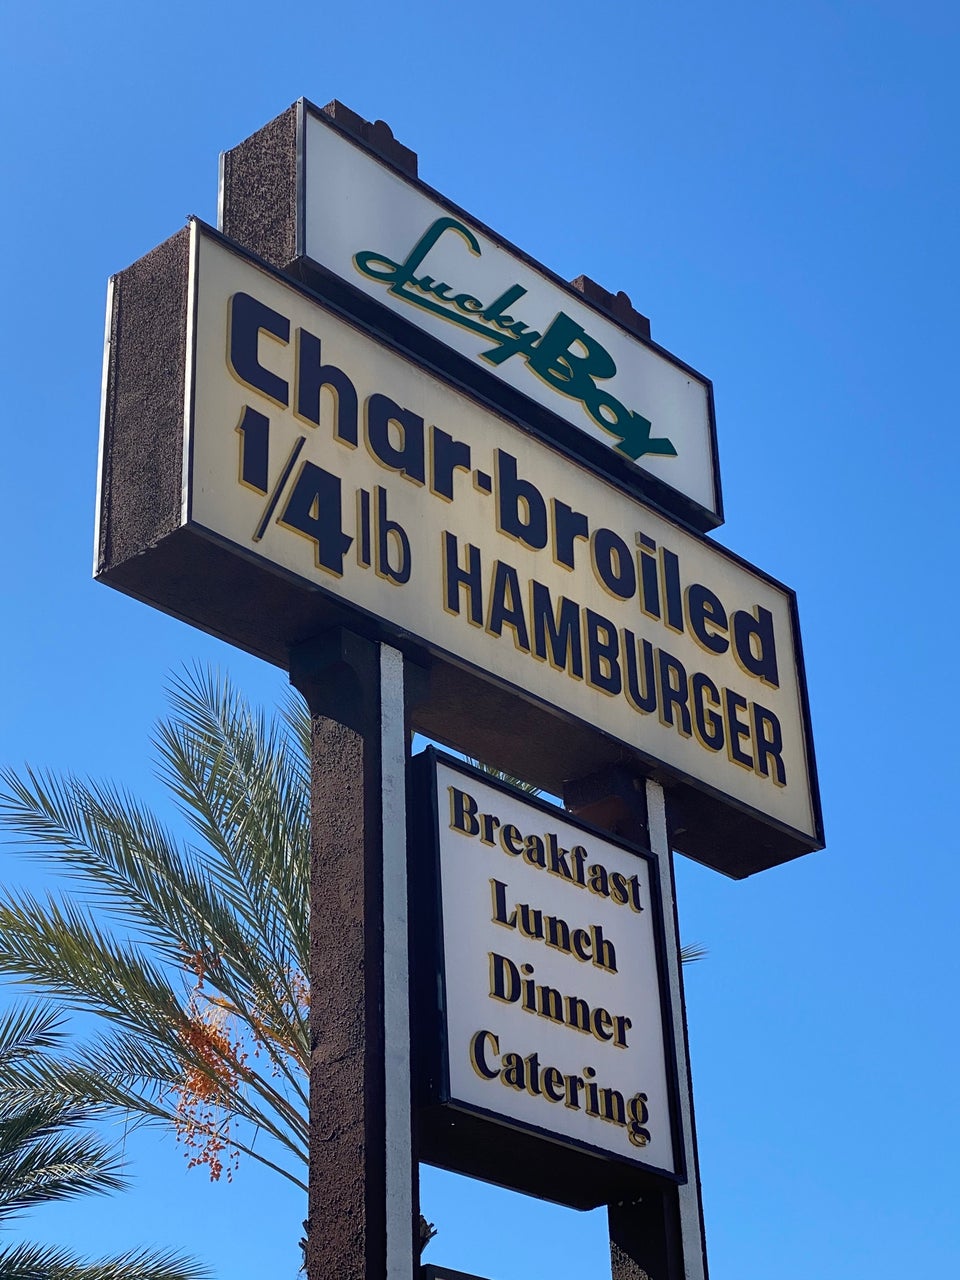 Lucky Boy
Char-broiled
1/4 lb HAMBURGER
Breakfast
Lunch
Dinner
Catering